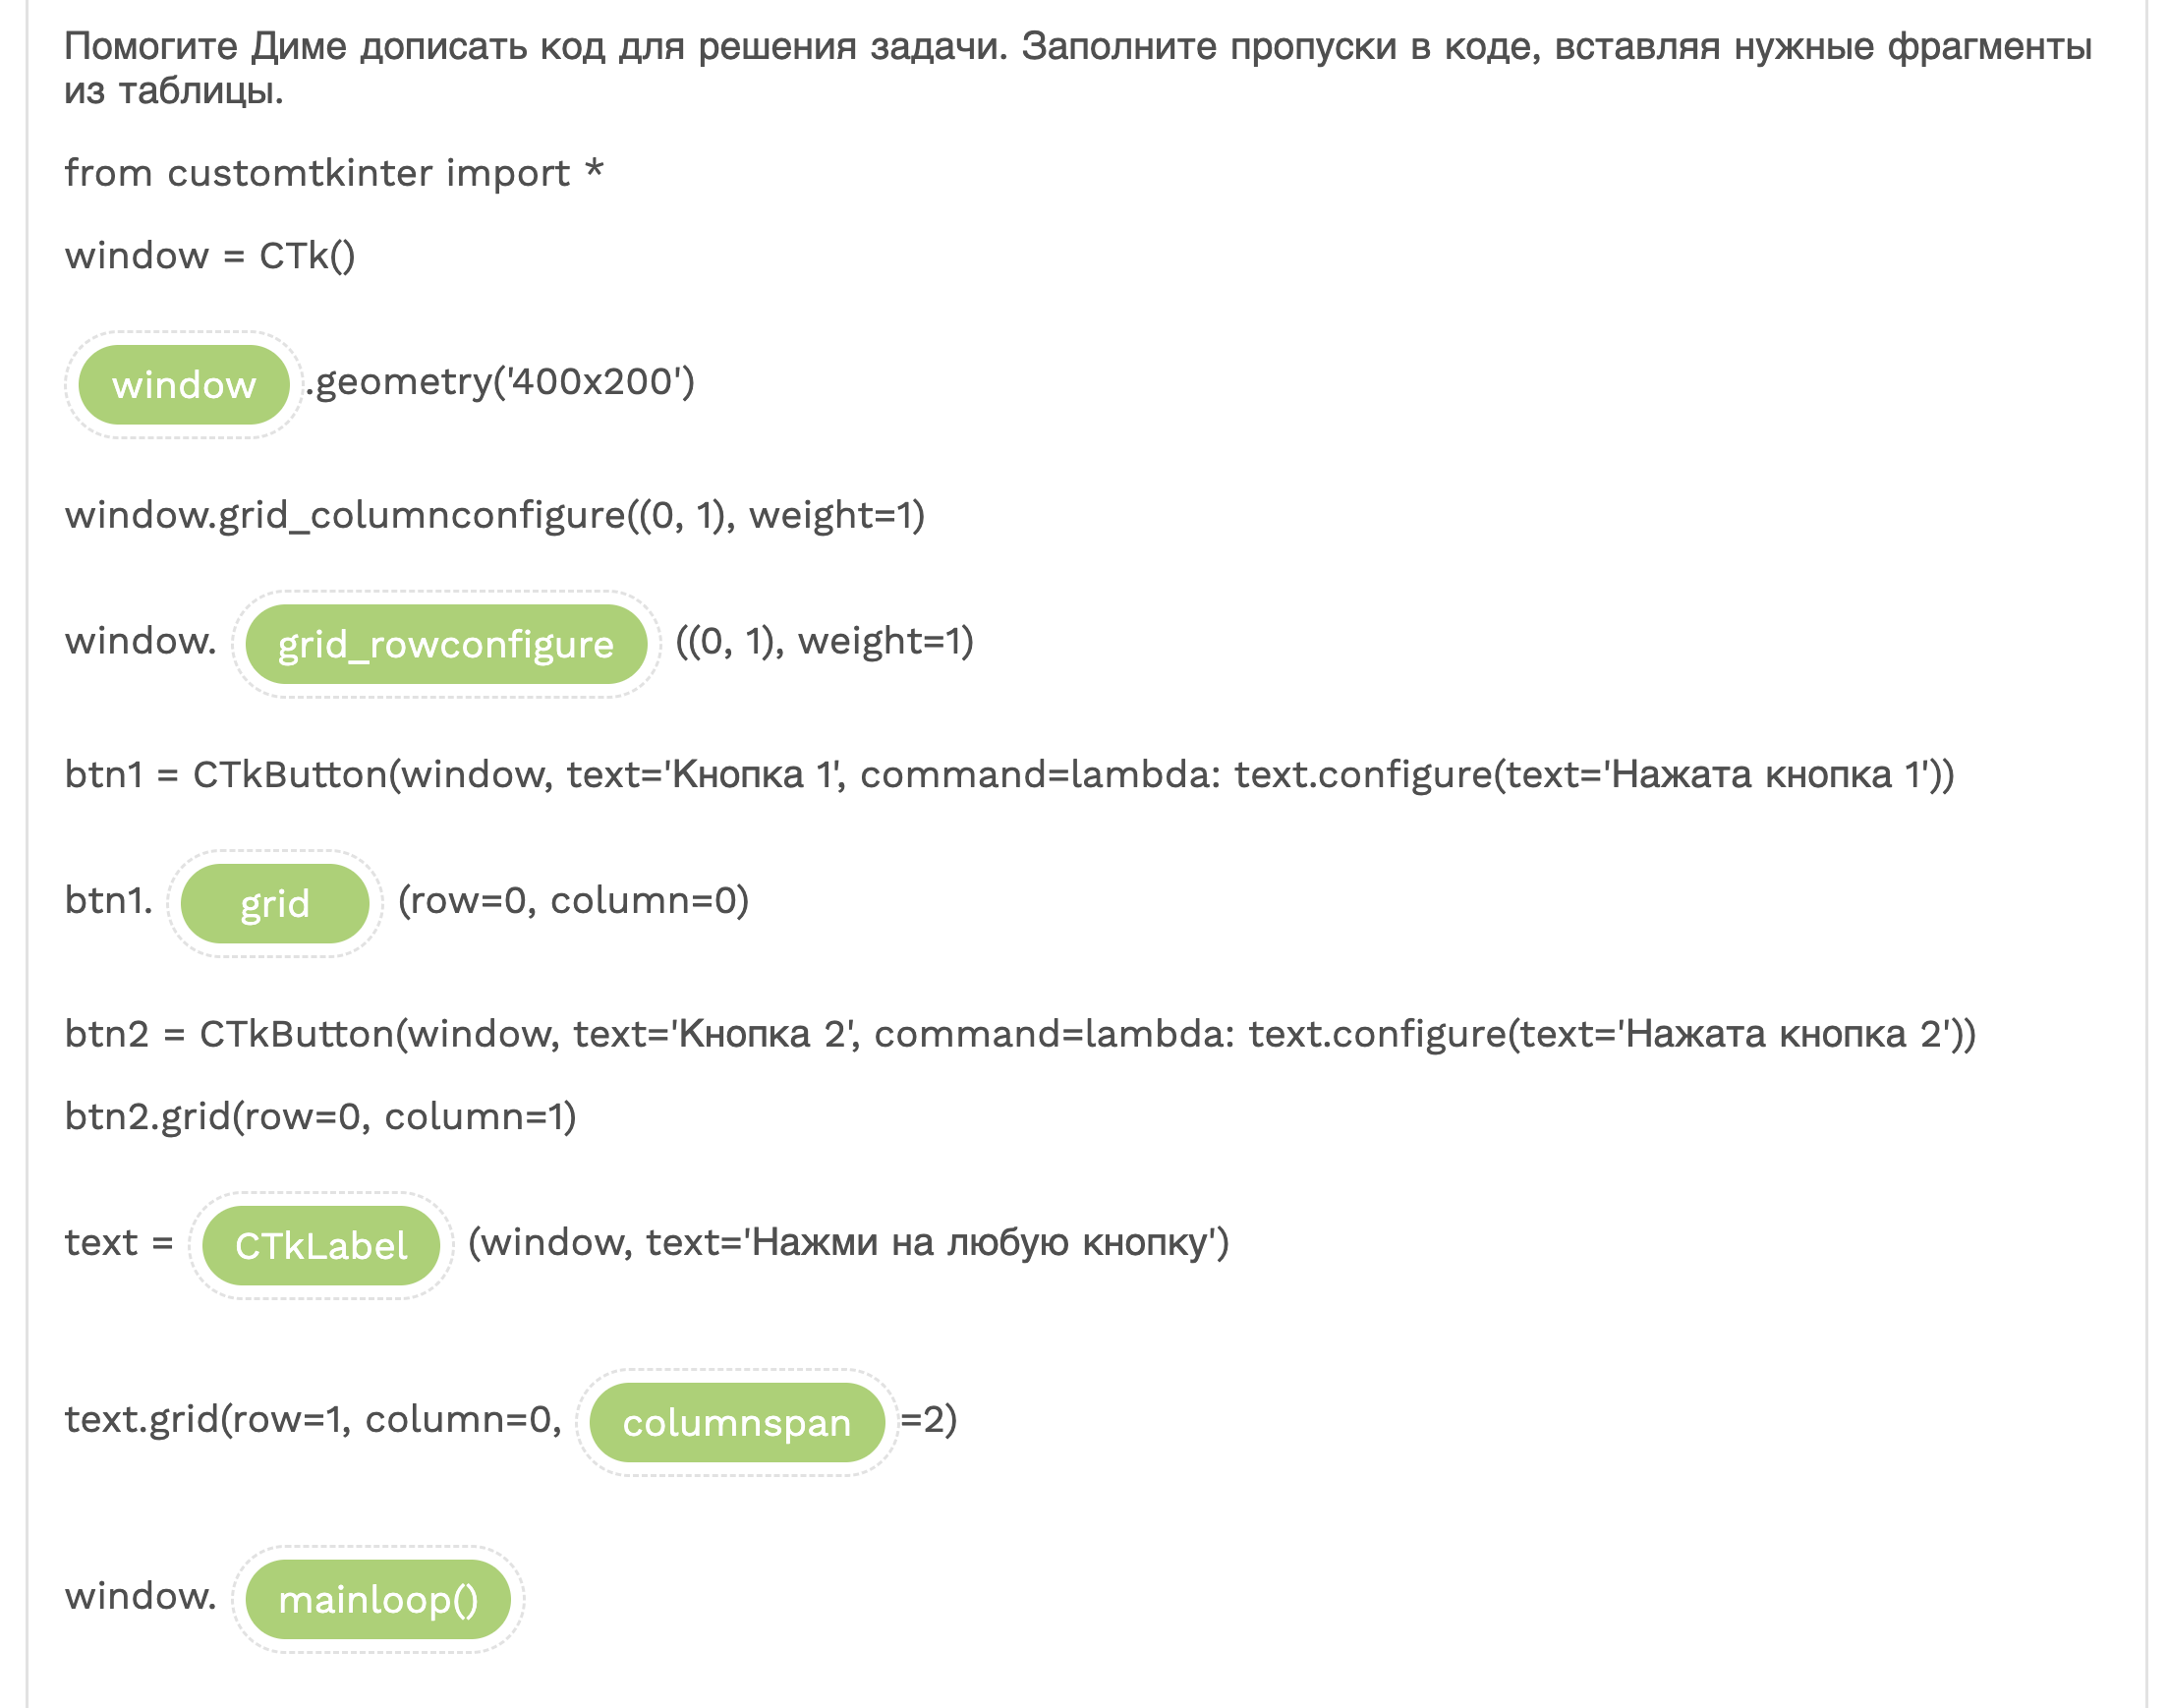 Помогите Диме дописать код для решения задачи. Заполните пропуски в коде, вставляя нужные фрагменты
из таблицы.
from customtkinter import *
window = CTk()
window .geometry('400x200')
window.grid_columnconfigure((0, 1), weight=1)
window. grid_rowconfigure ((0, 1), weight=1)
btn1 = CTkButton(window, text='Кнопка 1', command=lambda: text.configure(text='Нажата кнопка 1'))
btn1. grid (row=0, column=0)
btn2 = CTkButton(window, text='Кнопка 2', command=lambda: text.configure(text='Нажата кнопка 2'))
btn2.grid(row=0, column=1)
text = CTkLabel (window, text='Нажми на любую кнопку')
text.grid(row=1, column=0, columnspan =2)
window. mainloop()